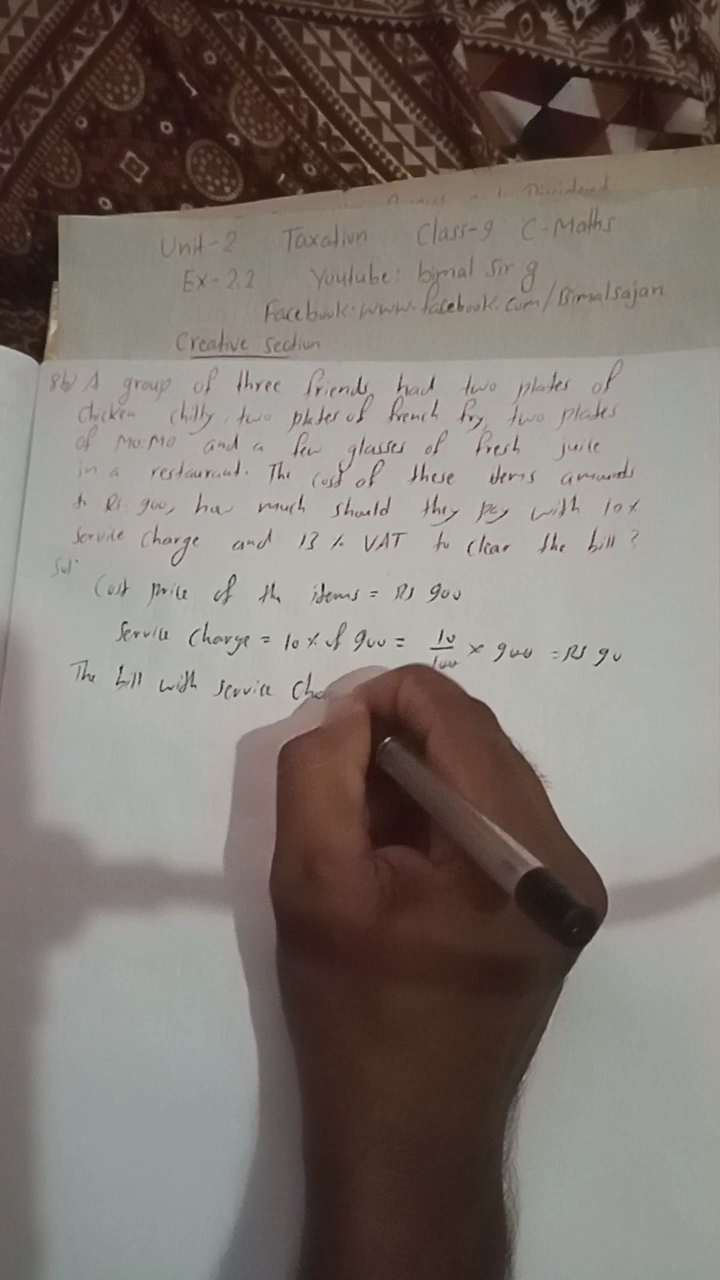 Unit-2 Taxation Class-9 C-Maths
Ex-2.2 Youtube: bimal sir g
Facebook:www.facebook.com/Bimalsajan
Creative section
8b) A group of three friends had two plates of
chicken chilly, two plates of french fry, two plates
of Mo:Mo and a few glasses of fresh juice
in a restaurant. The cost of these items amounts
to Rs. 900, how much should they pay with 10%
service charge and 13% VAT to clear the bill?
Solⁿ
Cost price of the items = Rs 900
Service charge = 10% of 900 = 10/100 × 900 = Rs 90
The bill with service cha